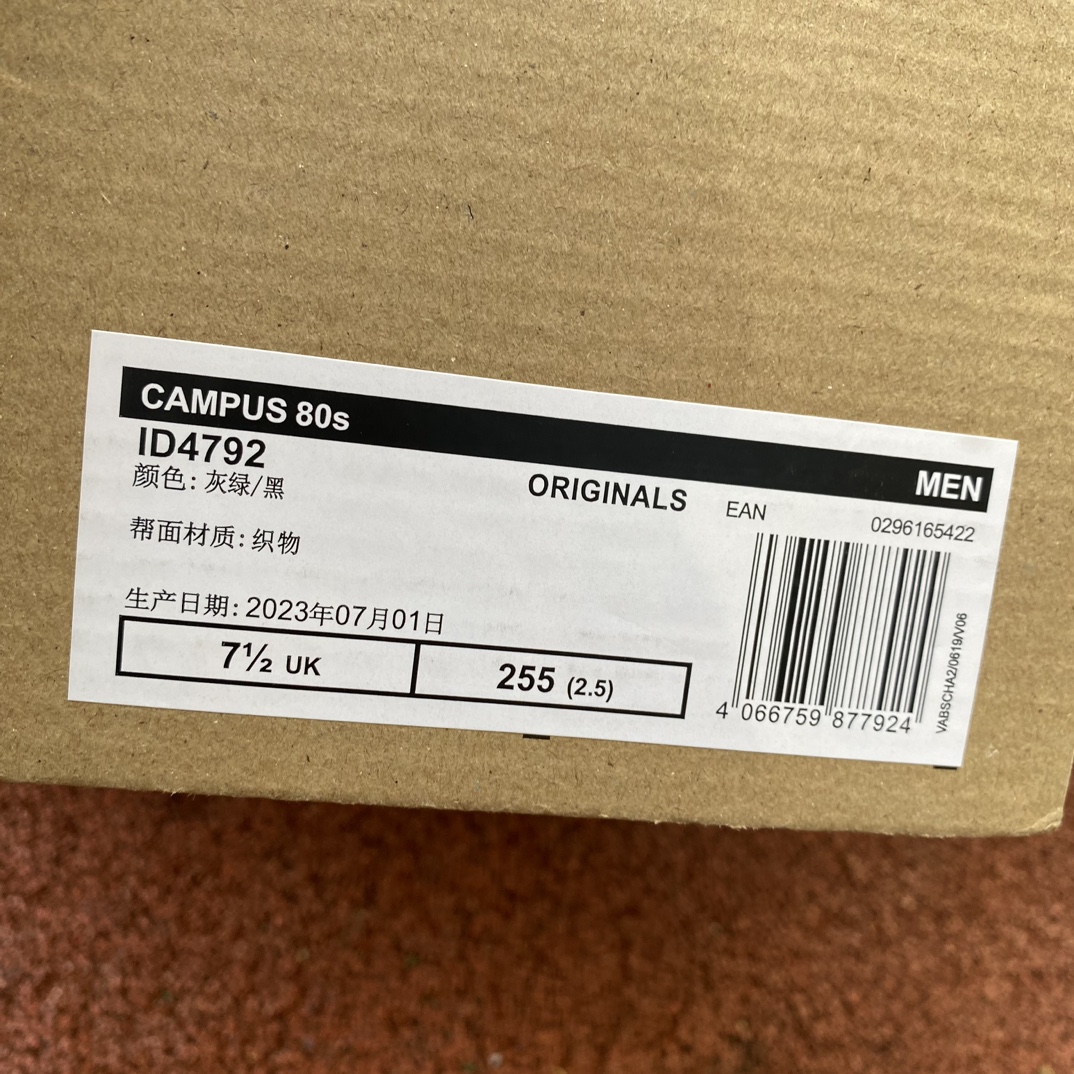 CAMPUS 80s
MEN
ID4792
颜色: 灰绿/黑
ORIGINALS
EAN
0296165422
帮面材质: 织物
生产日期: 2023年07月01日
7½ UK
255 (2.5)
4 066759 877924
VABSCHA2/0619/V06